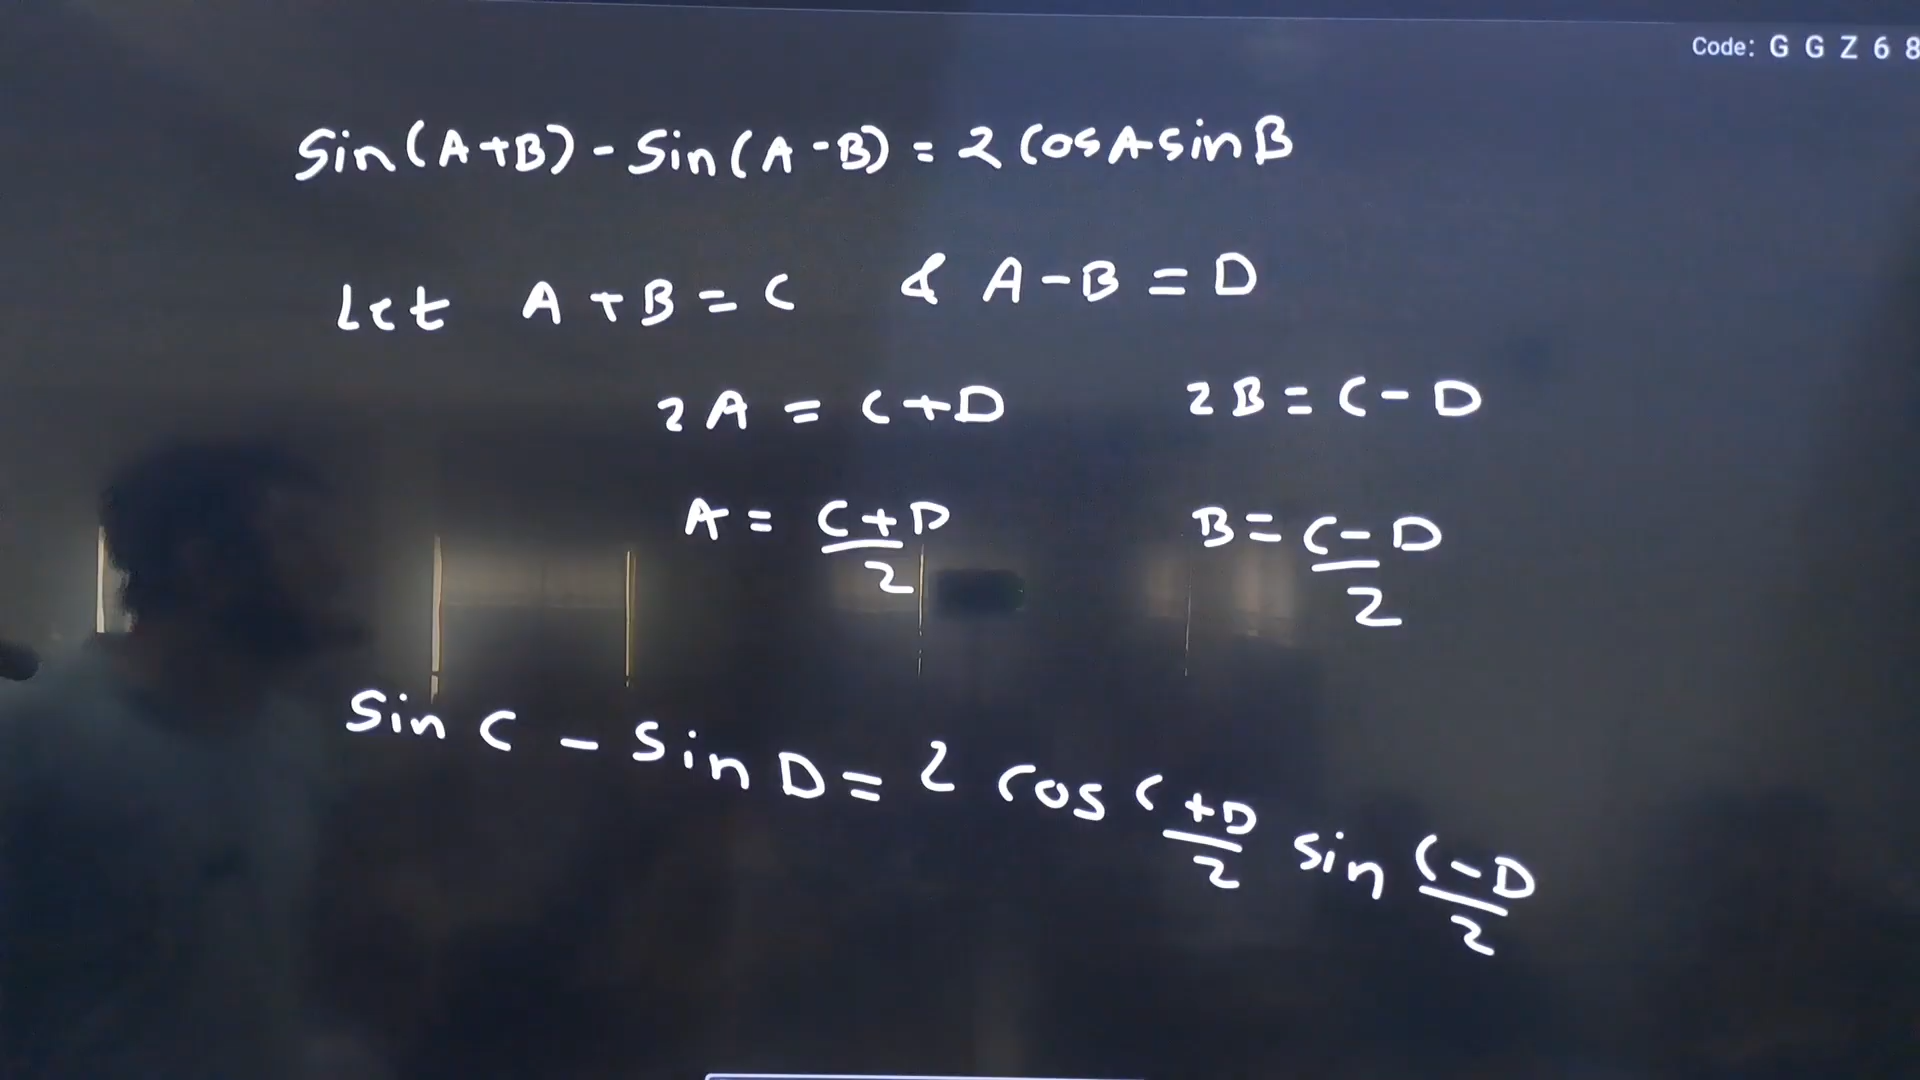 Code: G G Z 6 8
Sin(A+B) - Sin(A-B) = 2 cosA sinB
Let A+B = C & A-B = D
2A = C+D 2B = C-D
A = C+D/2 B = C-D/2
Sin C - Sin D = 2 cos C+D/2 sin C-D/2